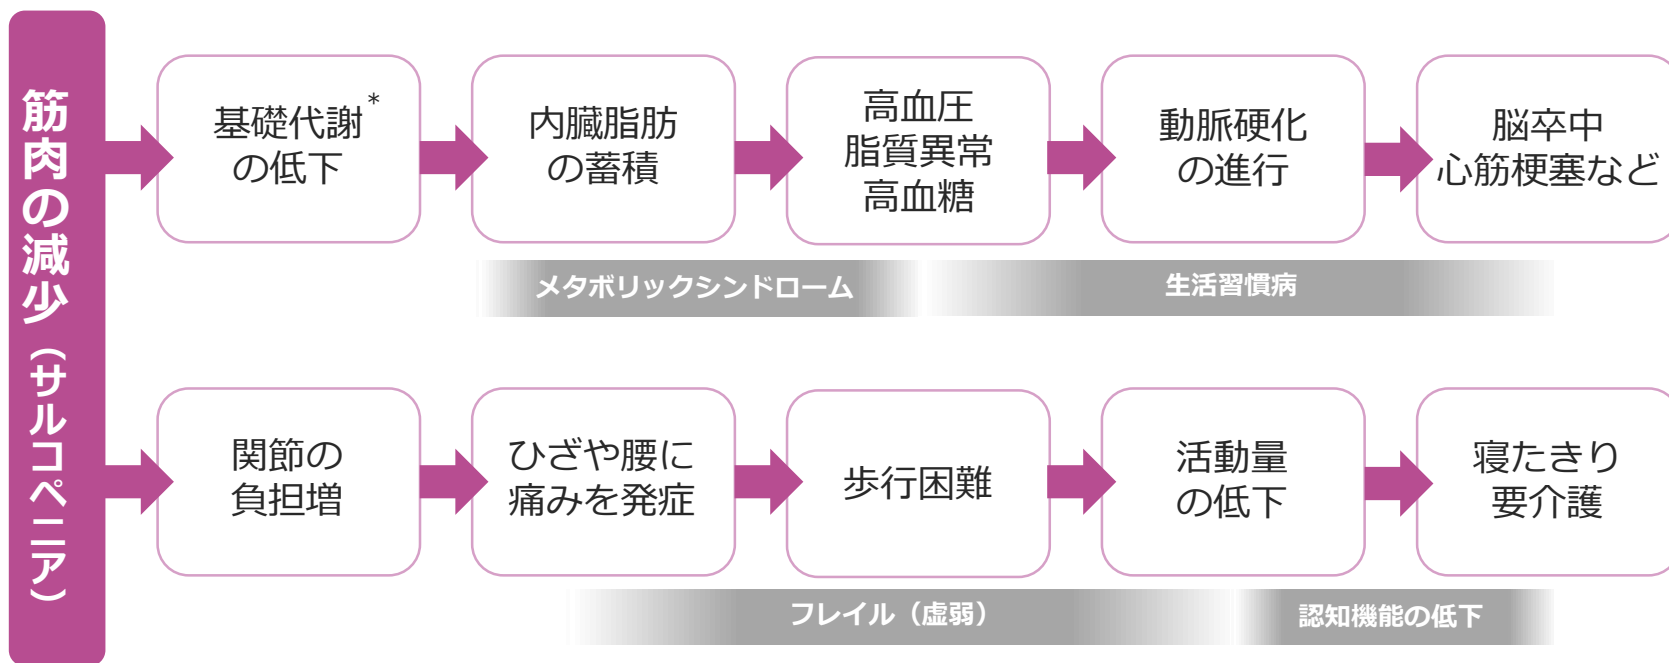 筋肉の減少（サルコペニア）
基礎代謝*
の低下
内臓脂肪
の蓄積
高血圧
脂質異常
高血糖
動脈硬化
の進行
脳卒中
心筋梗塞など
メタボリックシンドローム
生活習慣病
関節の
負担増
ひざや腰に
痛みを発症
歩行困難
活動量
の低下
寝たきり
要介護
フレイル（虚弱）
認知機能の低下